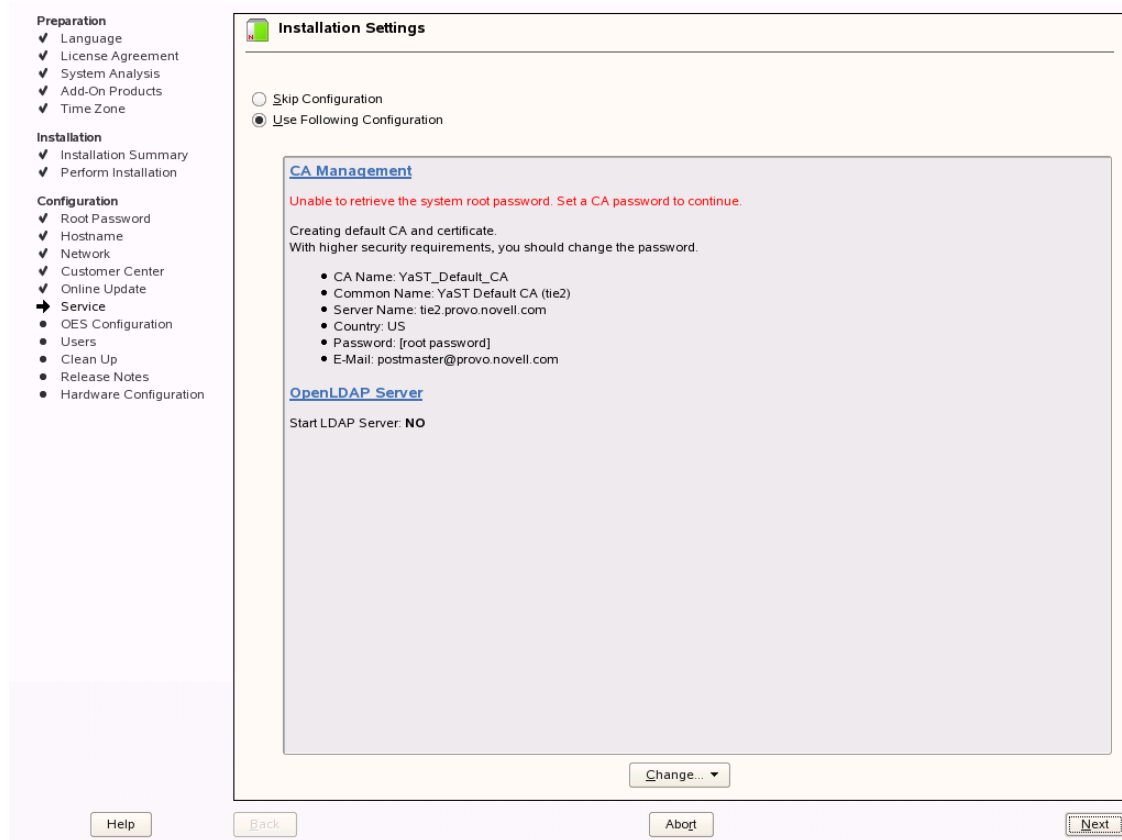 Preparation
Language
License Agreement
System Analysis
Add-On Products
Time Zone
Installation
Installation Summary
Perform Installation
Configuration
Root Password
Hostname
Network
Customer Center
Online Update
Service
OES Configuration
Users
Clean Up
Release Notes
Hardware Configuration
N
Installation Settings
Skip Configuration
Use Following Configuration
CA Management
Unable to retrieve the system root password. Set a CA password to continue.
Creating default CA and certificate.
With higher security requirements, you should change the password.
CA Name: YaST_Default_CA
Common Name: YaST Default CA (tie2)
Server Name: tie2.provo.novell.com
Country: US
Password: [root password]
E-Mail: postmaster@provo.novell.com
OpenLDAP Server
Start LDAP Server: NO
Change...
Help
Back
Abort
Next